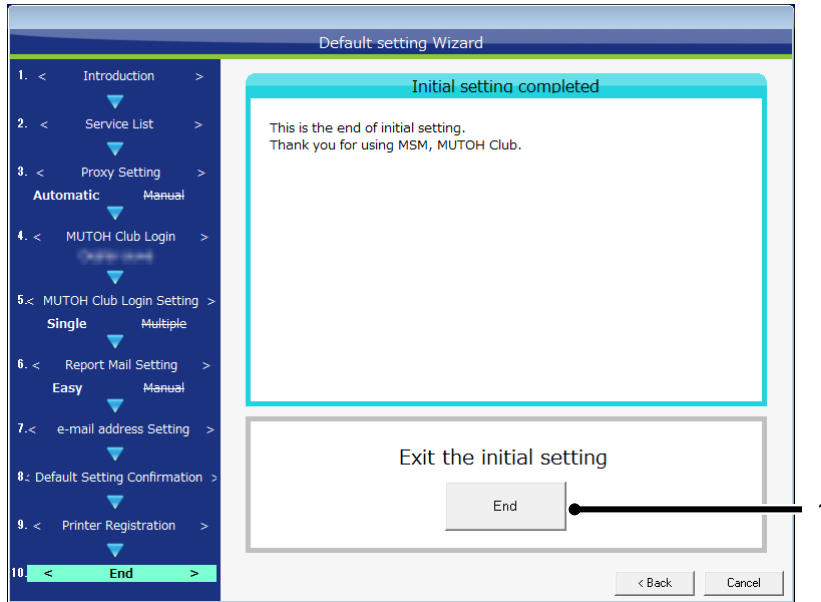 Default setting Wizard
1. < Introduction >
2. < Service List >
3. < Proxy Setting >
Automatic Manual
4. < MUTOH Club Login >
5.< MUTOH Club Login Setting >
Single Multiple
6. < Report Mail Setting >
Easy Manual
7.< e-mail address Setting >
8.< Default Setting Confirmation >
9. < Printer Registration >
10. < End >
Initial setting completed
This is the end of initial setting.
Thank you for using MSM, MUTOH Club.
Exit the initial setting
End
< Back Cancel